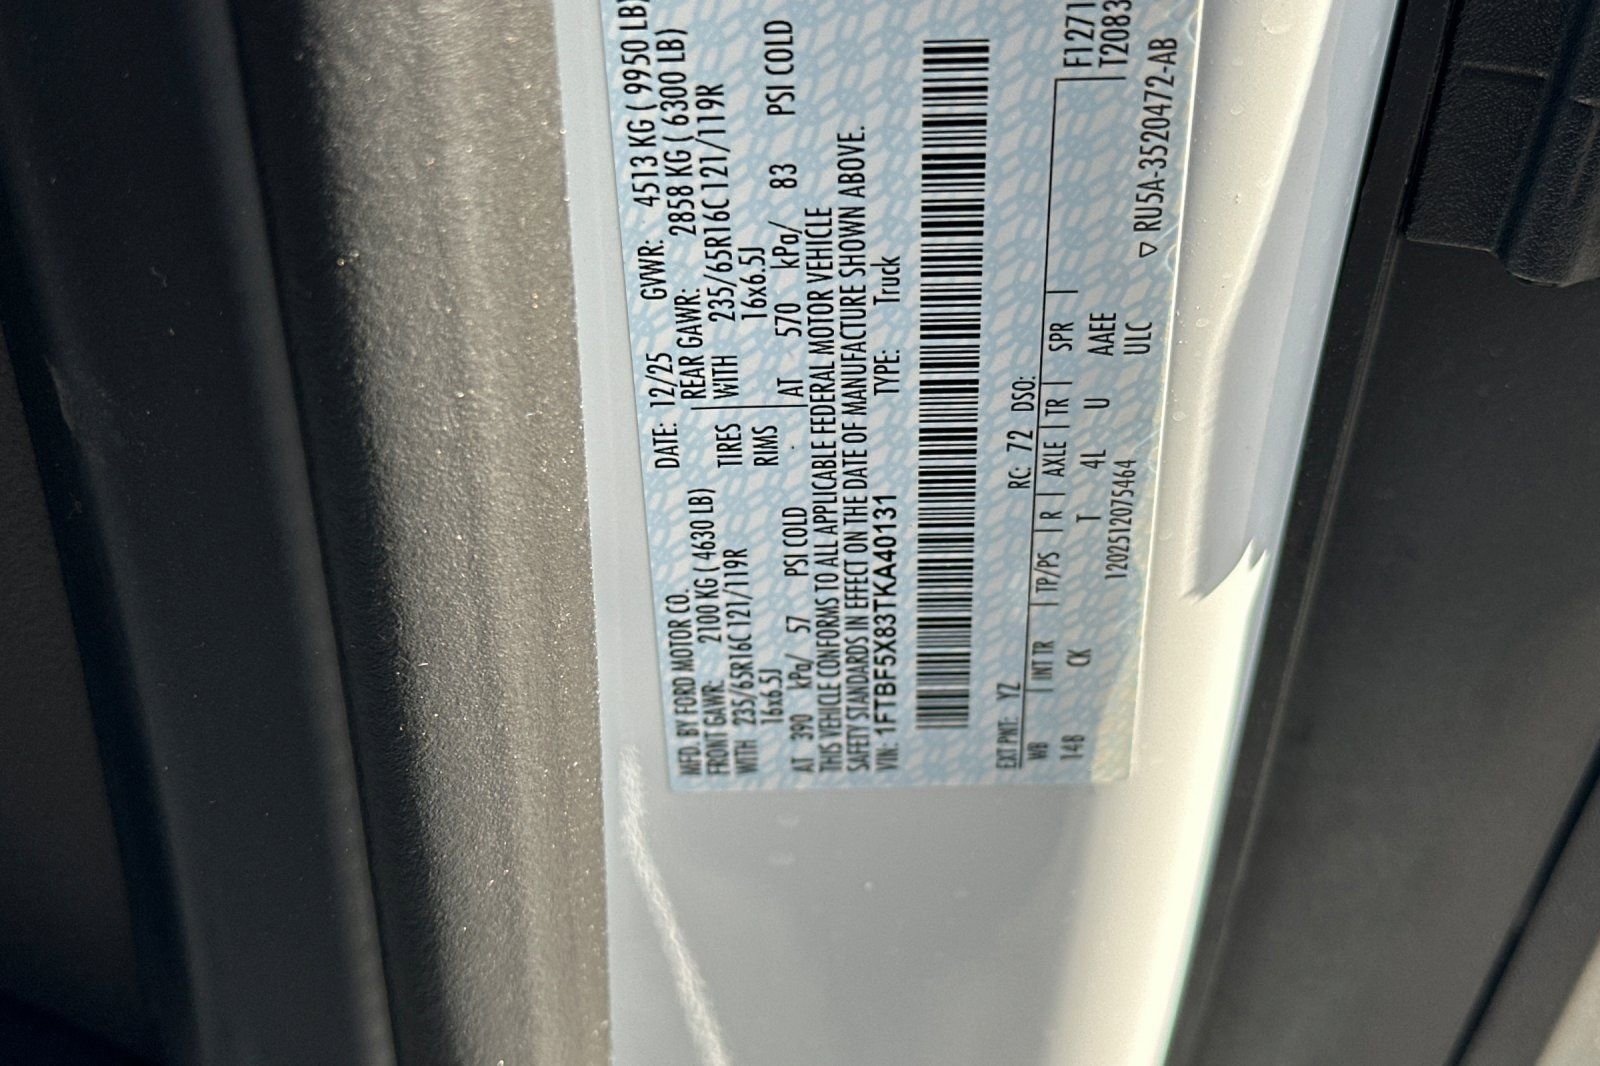 MFD. BY FORD MOTOR CO. DATE: 12/25 GVWR: 4513 KG ( 9950 LB)
FRONT GAWR: 2100 KG ( 4630 LB) REAR GAWR: 2858 KG ( 6300 LB)
WITH 235/65R16C 121/119R TIRES WITH 235/65R16C 121/119R
16x6.5J RIMS 16x6.5J
AT 390 kPa/ 57 PSI COLD AT 570 kPa/ 83 PSI COLD
THIS VEHICLE CONFORMS TO ALL APPLICABLE FEDERAL MOTOR VEHICLE
SAFETY STANDARDS IN EFFECT ON THE DATE OF MANUFACTURE SHOWN ABOVE.
VIN: 1FTBF5X83TKA40131 TYPE: Truck
EXT PNT: YZ RC: 72 DSO:
WB | INT TR | TP/PS | R | AXLE | TR | SPR | F1271
14B CK T 4L U AAEE T2083
1202512075464 ULC
▽ RU5A-3520472-AB